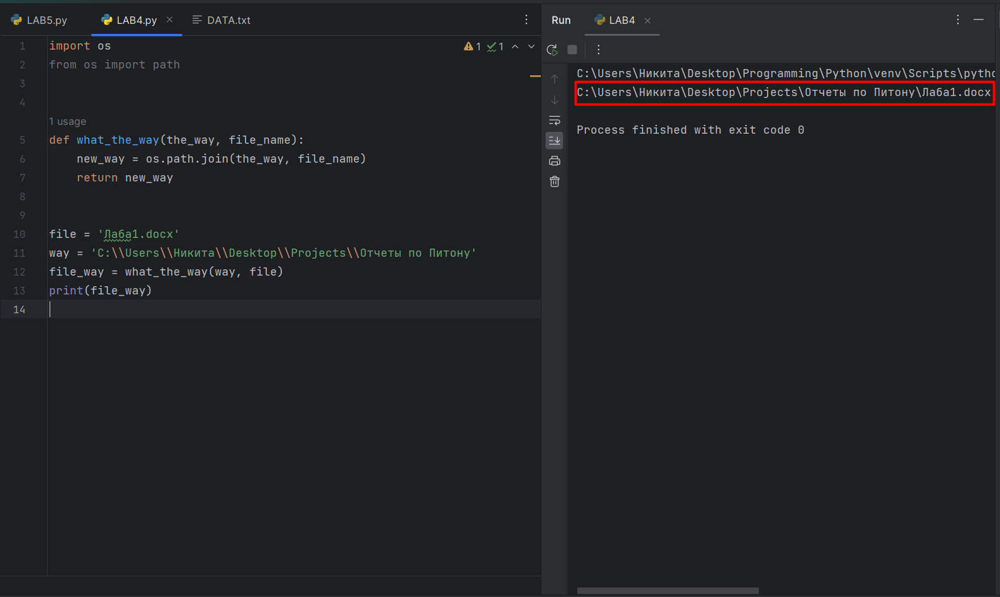 LAB5.py
LAB4.py
DATA.txt
1 import os
2 from os import path
3
4
1 usage
5 def what_the_way(the_way, file_name):
6 new_way = os.path.join(the_way, file_name)
7 return new_way
8
9
10 file = 'Лаба1.docx'
11 way = 'C:\\Users\\Никита\\Desktop\\Projects\\Отчеты по Питону'
12 file_way = what_the_way(way, file)
13 print(file_way)
14
1 1
Run LAB4
C:\Users\Никита\Desktop\Programming\Python\venv\Scripts\pytho
C:\Users\Никита\Desktop\Projects\Отчеты по Питону\Лаба1.docx
Process finished with exit code 0